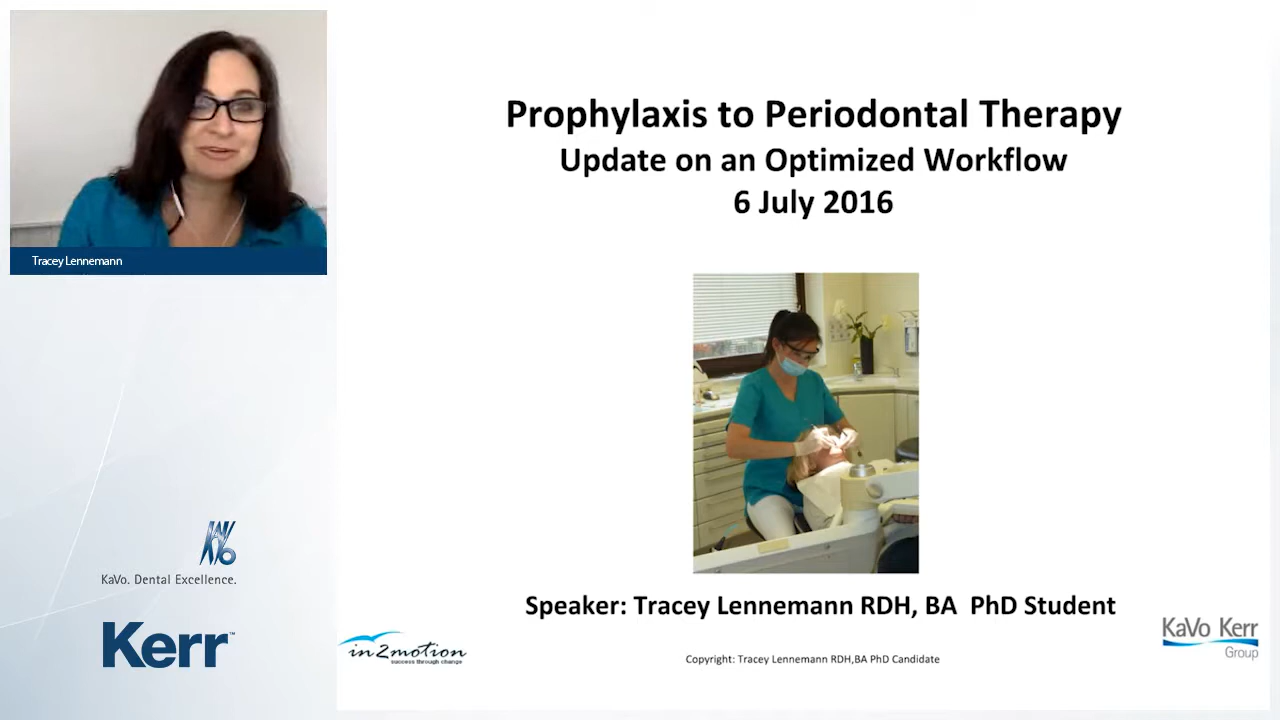 Prophylaxis to Periodontal Therapy
Update on an Optimized Workflow
6 July 2016
Tracey Lennemann
KaVo
KaVo. Dental Excellence.
Kerr™
Speaker: Tracey Lennemann RDH, BA PhD Student
in2motion
success through change
Copyright: Tracey Lennemann RDH,BA PhD Candidate
KaVo Kerr
Group